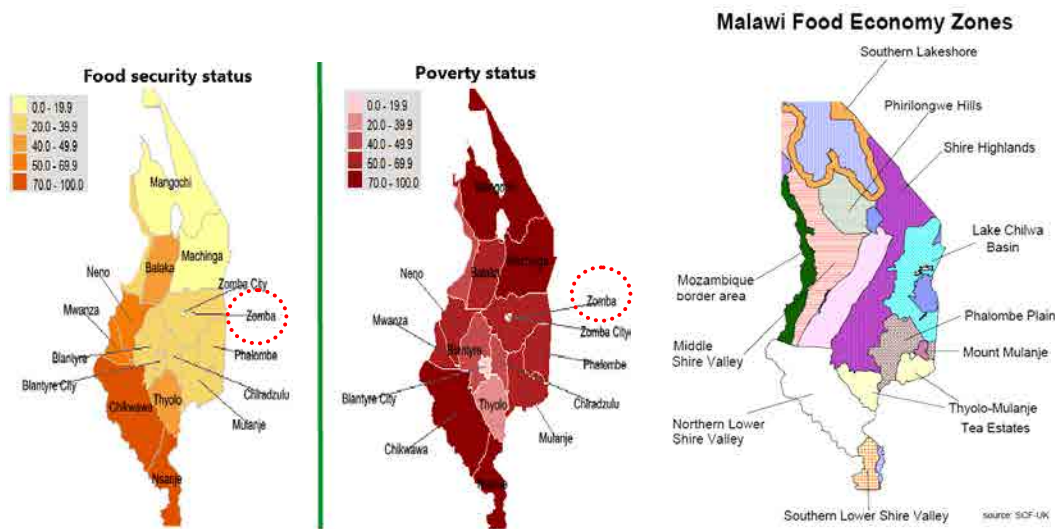 Food security status
0.0 - 19.9
20.0 - 39.9
40.0 - 49.9
50.0 - 69.9
70.0 - 100.0
Mangochi
Machinga
Balaka
Neno
Zomba City
Mwanza
Zomba
Blantyre
Phalombe
Blantyre City
Chiradzulu
Chikwawa
Thyolo
Mulanje
Nsanje
Poverty status
0.0 - 19.9
20.0 - 39.9
40.0 - 49.9
50.0 - 69.9
70.0 - 100.0
Mangochi
Machinga
Balaka
Neno
Zomba
Mwanza
Zomba City
Blantyre
Phalombe
Blantyre City
Thyolo
Chiradzulu
Chikwawa
Mulanje
Malawi Food Economy Zones
Southern Lakeshore
Phirilongwe Hills
Shire Highlands
Lake Chilwa
Basin
Mozambique
border area
Phalombe Plain
Middle
Shire Valley
Mount Mulanje
Northern Lower
Shire Valley
Thyolo-Mulanje
Tea Estates
Southern Lower Shire Valley
source: SCF-UK